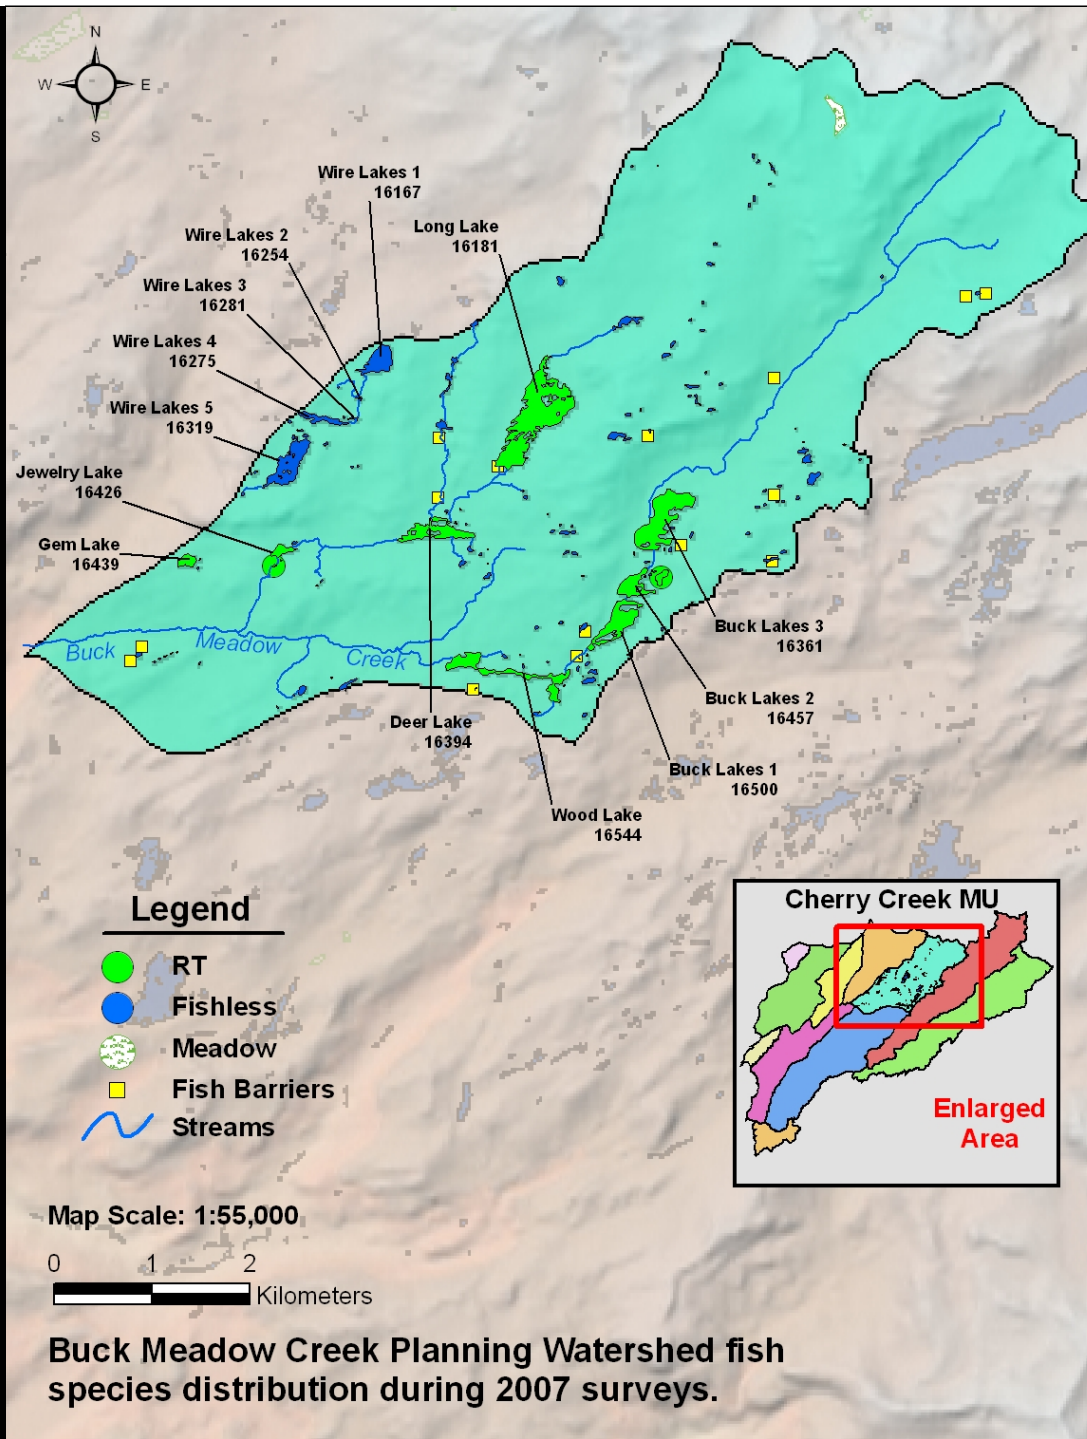 N
W E
S
Wire Lakes 1
16167
Long Lake
16181
Wire Lakes 2
16254
Wire Lakes 3
16281
Wire Lakes 4
16275
Wire Lakes 5
16319
Jewelry Lake
16426
Gem Lake
16439
Buck Meadow Creek
Buck Lakes 3
16361
Buck Lakes 2
16457
Deer Lake
16394
Buck Lakes 1
16500
Wood Lake
16544
Legend
RT
Fishless
Meadow
Fish Barriers
Streams
Cherry Creek MU
Enlarged
Area
Map Scale: 1:55,000
0 1 2
Kilometers
Buck Meadow Creek Planning Watershed fish
species distribution during 2007 surveys.